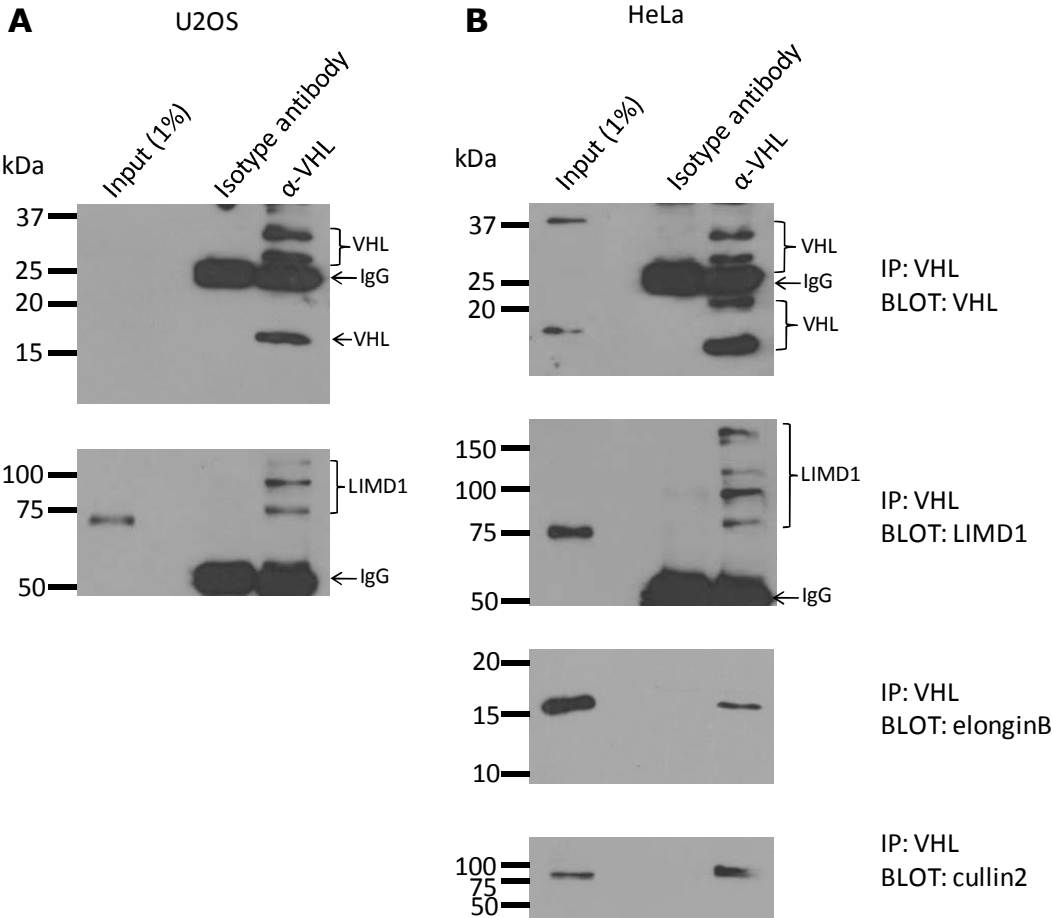 A
U2OS
kDa
Input (1%)
Isotype antibody
α-VHL
37
25
20
15
VHL
IgG
VHL
100
75
50
LIMD1
IgG
B
HeLa
kDa
Input (1%)
Isotype antibody
α-VHL
37
25
20
VHL
IgG
VHL
IP: VHL
BLOT: VHL
150
100
75
50
LIMD1
IgG
IP: VHL
BLOT: LIMD1
20
15
10
IP: VHL
BLOT: elonginB
100
75
50
IP: VHL
BLOT: cullin2